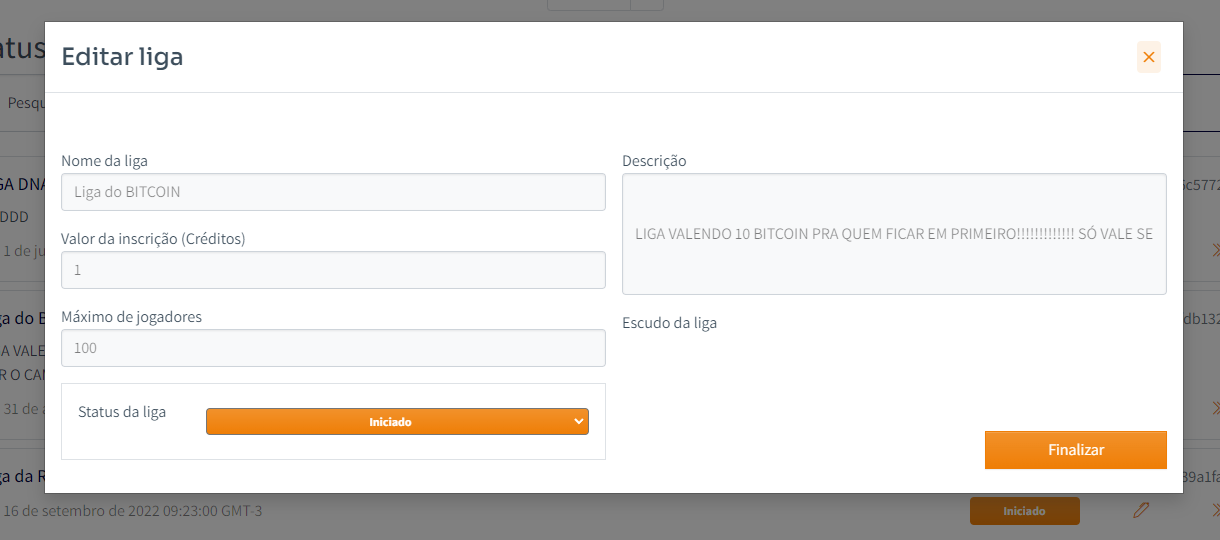 Editar liga
Pesqu
Nome da liga
Liga do BITCOIN
Valor da inscrição (Créditos)
1
Máximo de jogadores
100
Status da liga
Iniciado
Descrição
LIGA VALENDO 10 BITCOIN PRA QUEM FICAR EM PRIMEIRO!!!!!!!!!!!!! SÓ VALE SE
Escudo da liga
Finalizar
atus
GA DNA
DDD
1 de ju
6c5772
ga do B
A VALE
R O CAM
31 de a
db132
ga da R
39a1fa
16 de setembro de 2022 09:23:00 GMT-3
Iniciado